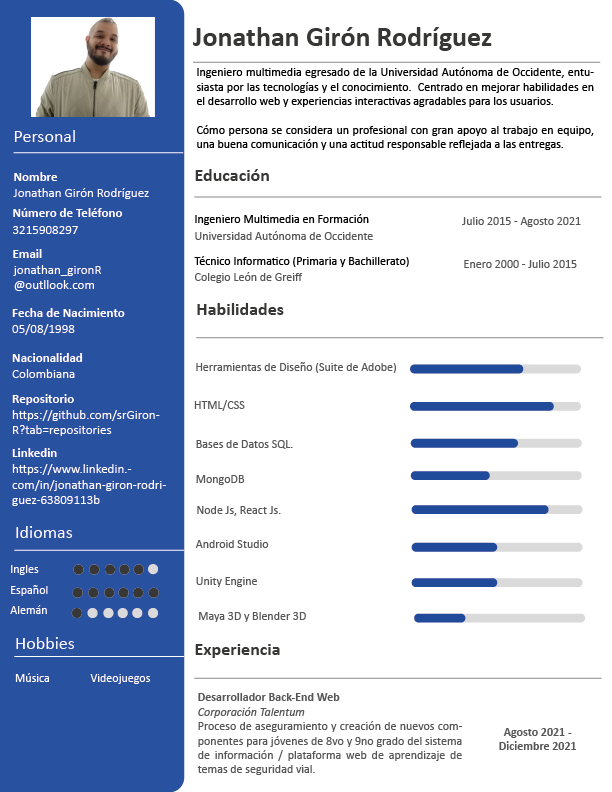 Jonathan Girón Rodríguez
Ingeniero multimedia egresado de la Universidad Autónoma de Occidente, entu-
siasta por las tecnologías y el conocimiento.  Centrado en mejorar habilidades en
el desarrollo web y experiencias interactivas agradables para los usuarios.
Cómo persona se considera un profesional con gran apoyo al trabajo en equipo,
una buena comunicación y una actitud responsable reflejada a las entregas.
Personal
Nombre
Jonathan Girón Rodríguez
Número de Teléfono
3215908297
Email
jonathan_gironR
@outllook.com
Fecha de Nacimiento
05/08/1998
Nacionalidad
Colombiana
Repositorio
https://github.com/srGiron-
R?tab=repositories
Linkedin
https://www.linkedin.-
com/in/jonathan-giron-rodri-
guez-63809113b
Idiomas
Ingles
Español
Alemán
Hobbies
Música Videojuegos
Educación
Ingeniero Multimedia en Formación Julio 2015 - Agosto 2021
Universidad Autónoma de Occidente
Técnico Informatico (Primaria y Bachillerato) Enero 2000 - Julio 2015
Colegio León de Greiff
Habilidades
Herramientas de Diseño (Suite de Adobe)
HTML/CSS
Bases de Datos SQL.
MongoDB
Node Js, React Js.
Android Studio
Unity Engine
Maya 3D y Blender 3D
Experiencia
Desarrollador Back-End Web
Corporación Talentum
Proceso de aseguramiento y creación de nuevos com-
ponentes para jóvenes de 8vo y 9no grado del sistema
de información / plataforma web de aprendizaje de
temas de seguridad vial.
Agosto 2021 -
Diciembre 2021